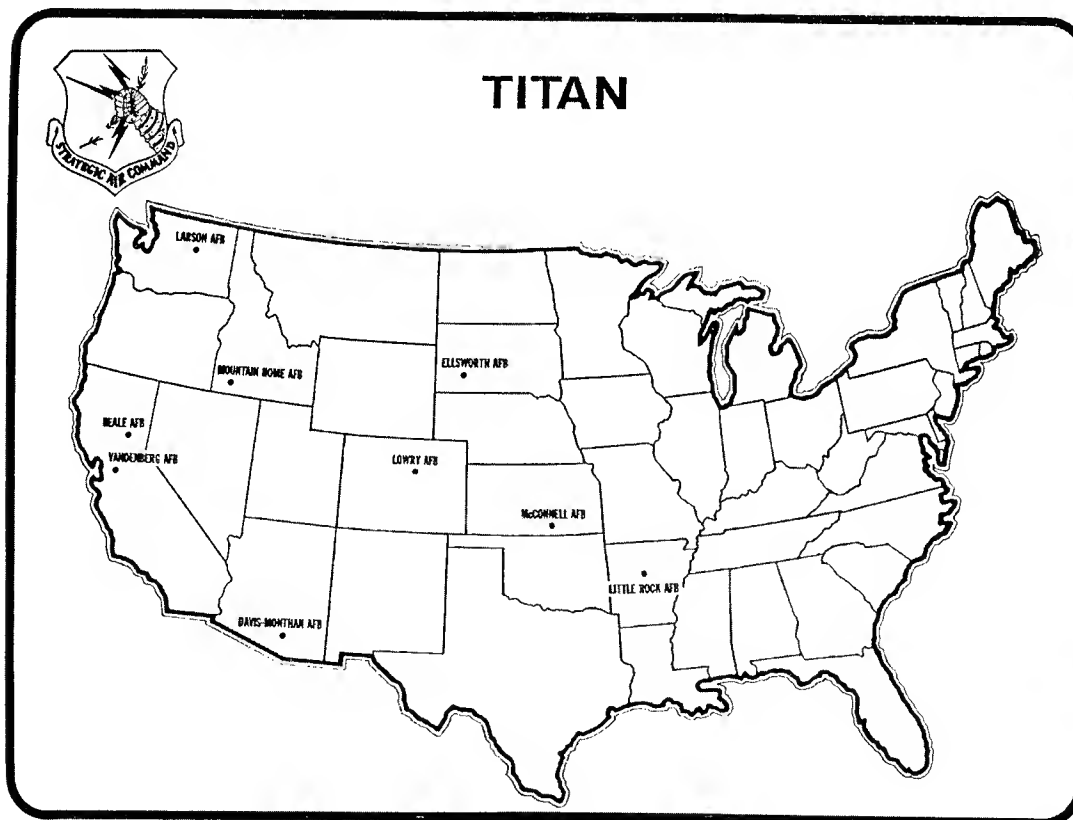 TITAN
STRATEGIC AIR COMMAND
LARSON AFB
MOUNTAIN HOME AFB
ELLSWORTH AFB
BEALE AFB
VANDENBERG AFB
LOWRY AFB
McCONNELL AFB
LITTLE ROCK AFB
DAVIS-MONTHAN AFB